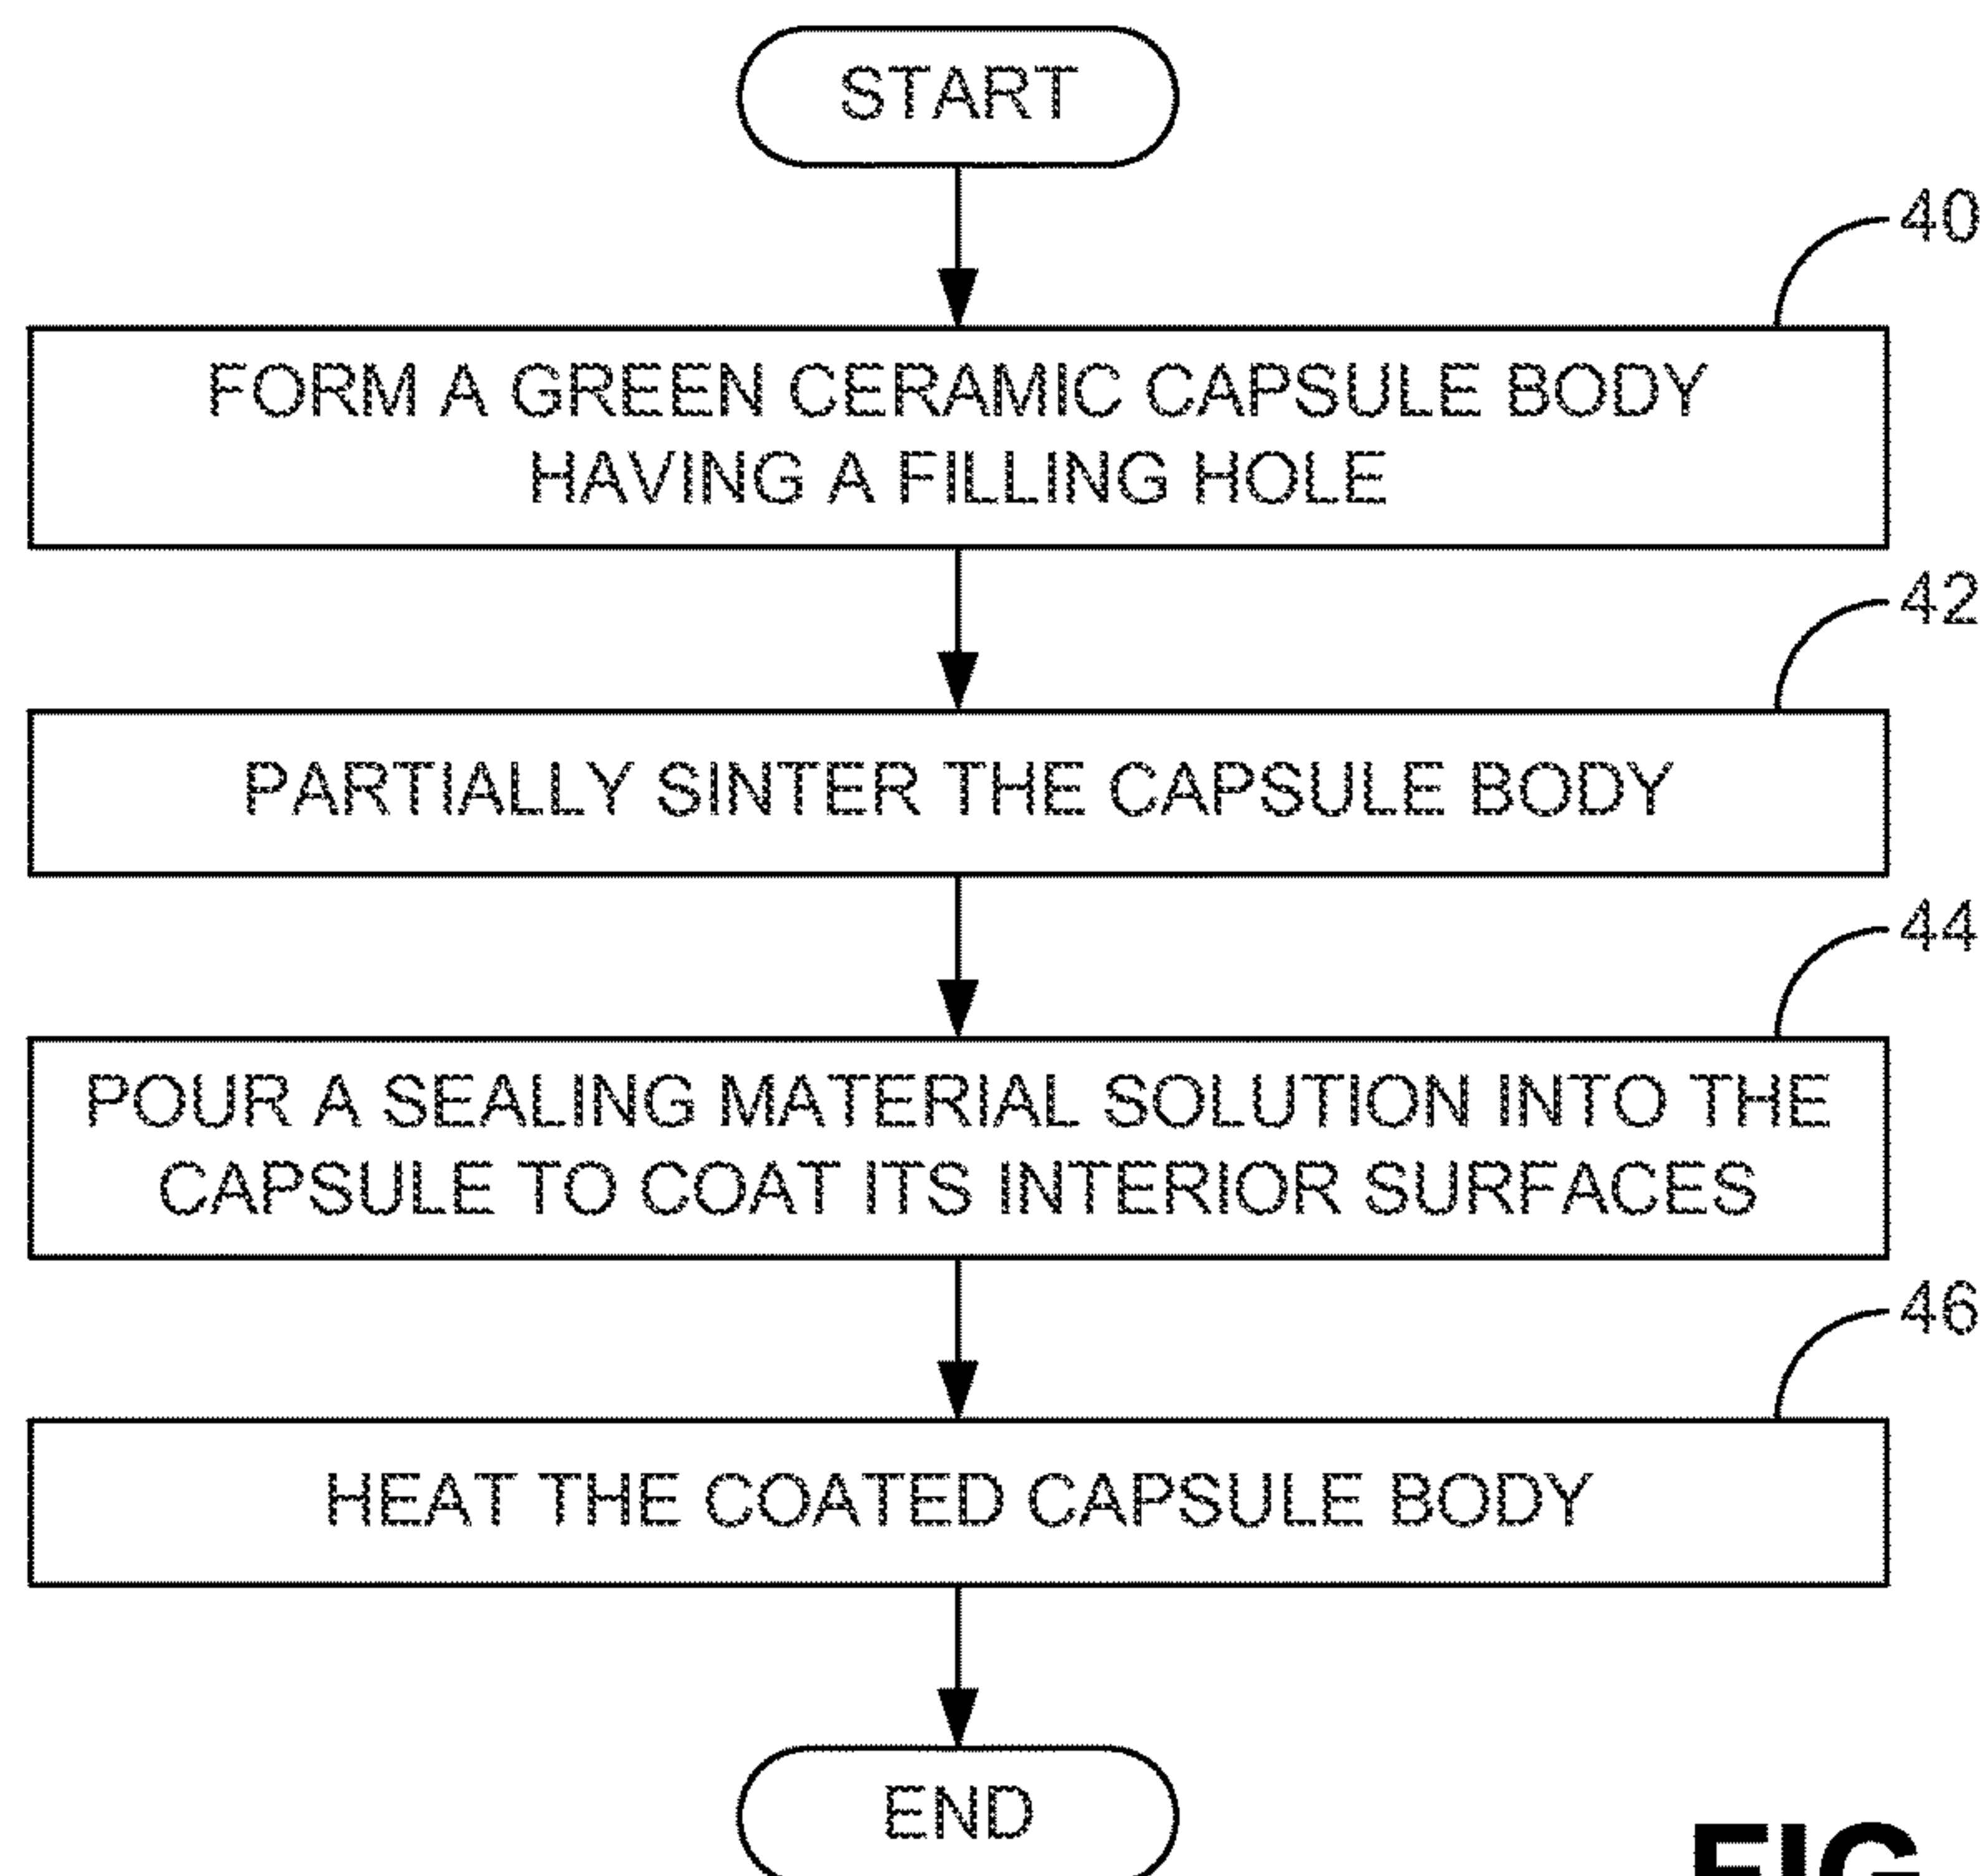 START
40
FORM A GREEN CERAMIC CAPSULE BODY
HAVING A FILLING HOLE
42
PARTIALLY SINTER THE CAPSULE BODY
44
POUR A SEALING MATERIAL SOLUTION INTO THE
CAPSULE TO COAT ITS INTERIOR SURFACES
46
HEAT THE COATED CAPSULE BODY
END
FIG